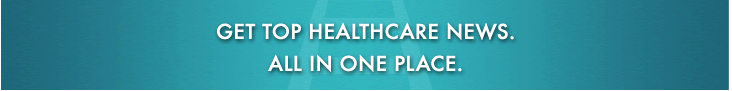 GET TOP HEALTHCARE NEWS.
ALL IN ONE PLACE.